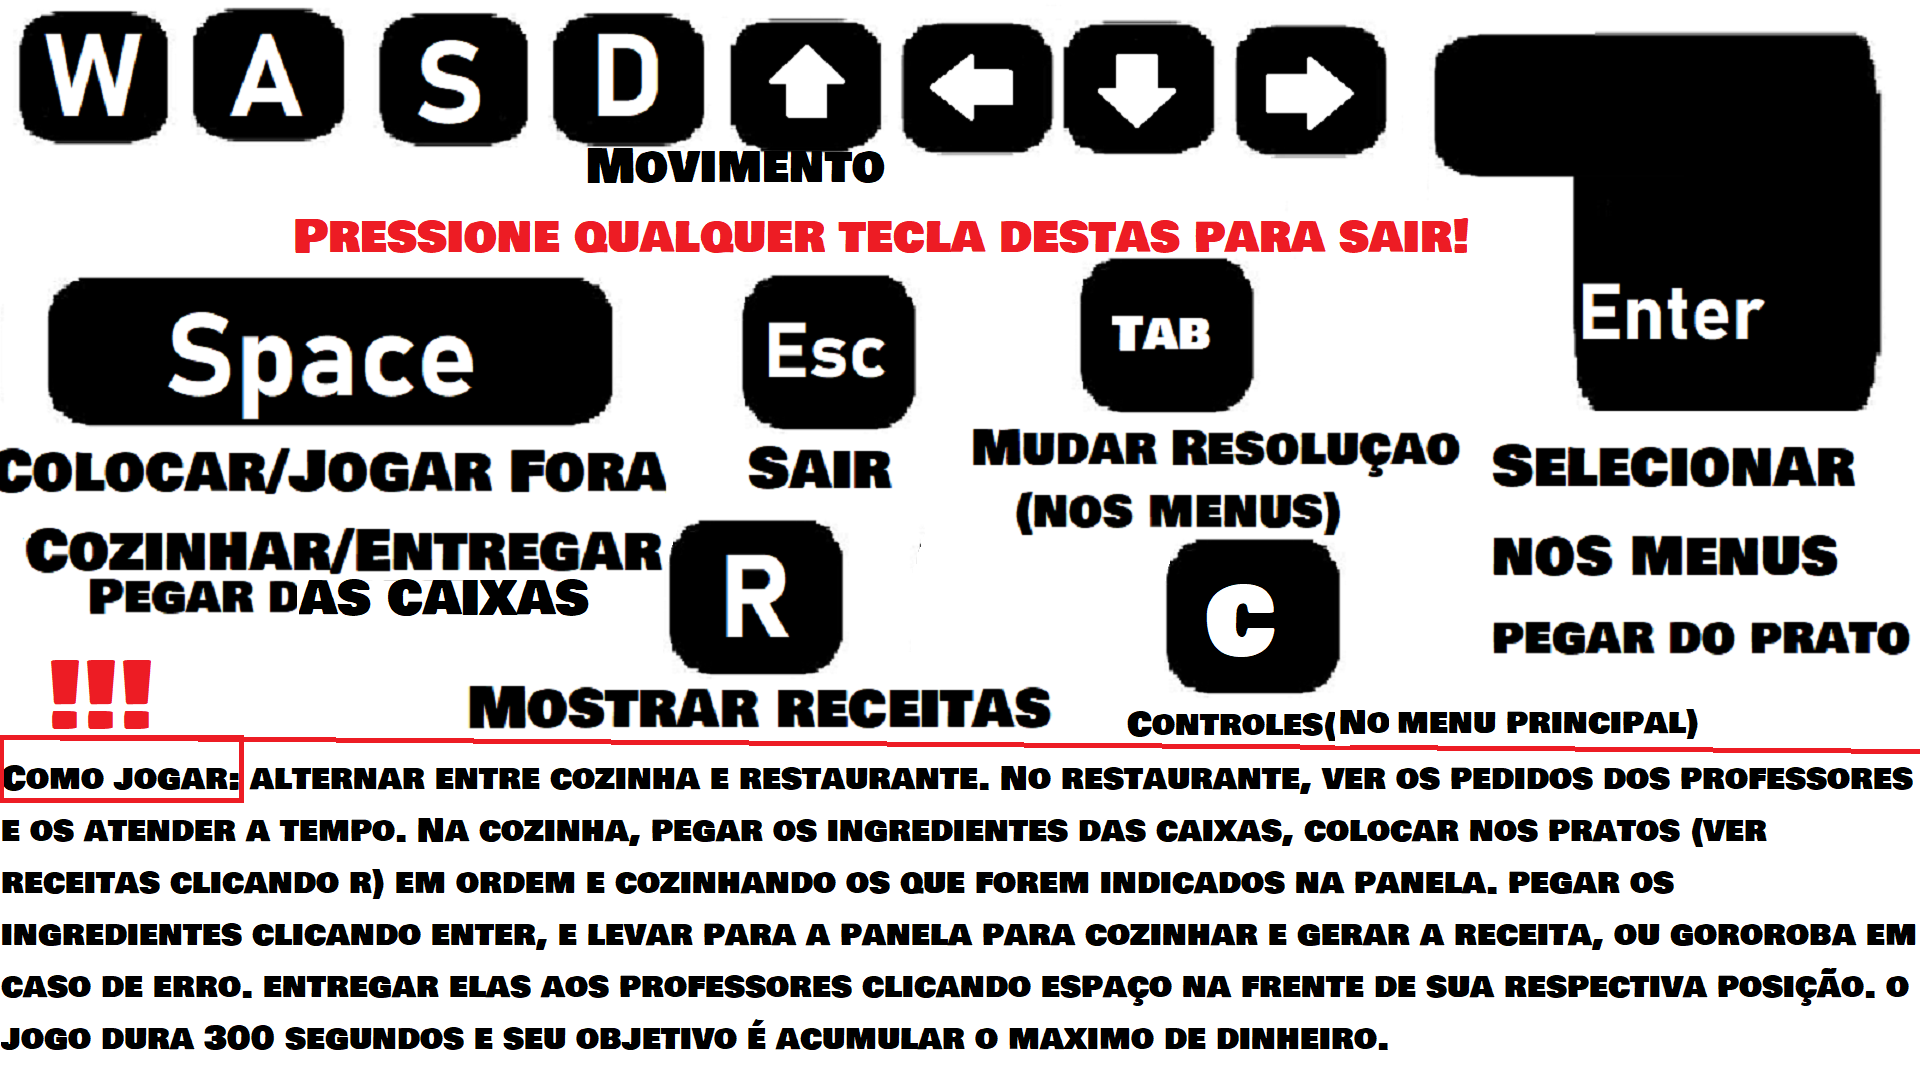 W A S D
Movimento
Pressione qualquer tecla destas para sair!
Space Esc Tab Enter
Colocar/Jogar Fora
Cozinhar/Entregar
Pegar das caixas
Sair
Mudar Resoluçao
(nos menus)
Selecionar
nos Menus
pegar do prato
R
Mostrar receitas
C
Controles(No menu principal)
!!!
Como jogar: alternar entre cozinha e restaurante. No restaurante, ver os pedidos dos professores
e os atender a tempo. Na cozinha, pegar os ingredientes das caixas, colocar nos pratos (ver
receitas clicando r) em ordem e cozinhando os que forem indicados na panela. pegar os
ingredientes clicando enter, e levar para a panela para cozinhar e gerar a receita, ou gororoba em
caso de erro. entregar elas aos professores clicando espaço na frente de sua respectiva posição. o
jogo dura 300 segundos e seu objetivo é acumular o maximo de dinheiro.